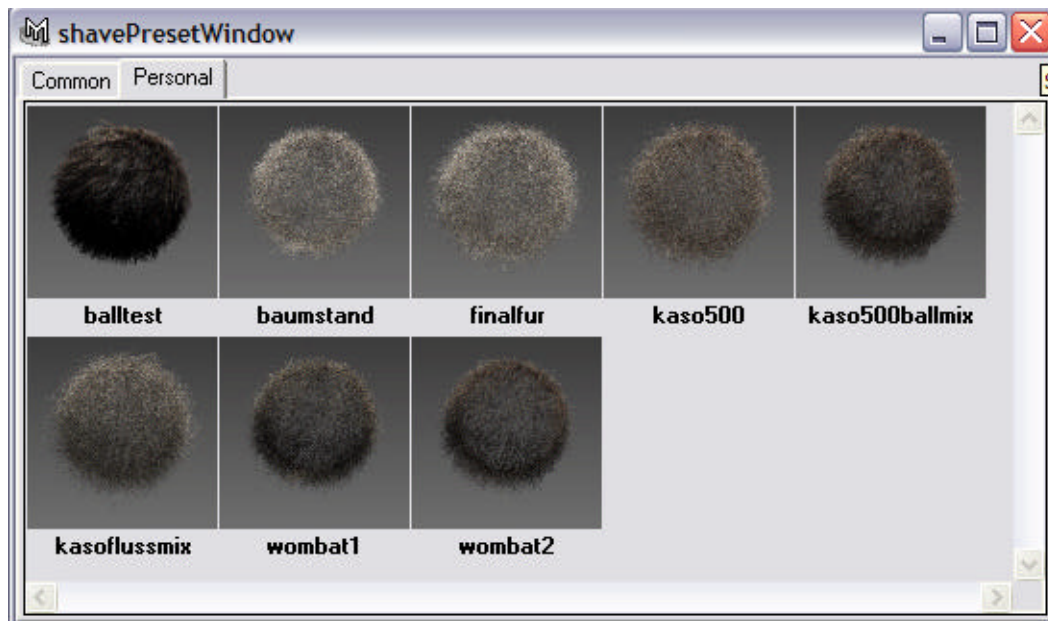 shavePresetWindow
Common Personal
balltest baumstand finalfur kaso500 kaso500ballmix
kasoflussmix wombat1 wombat2